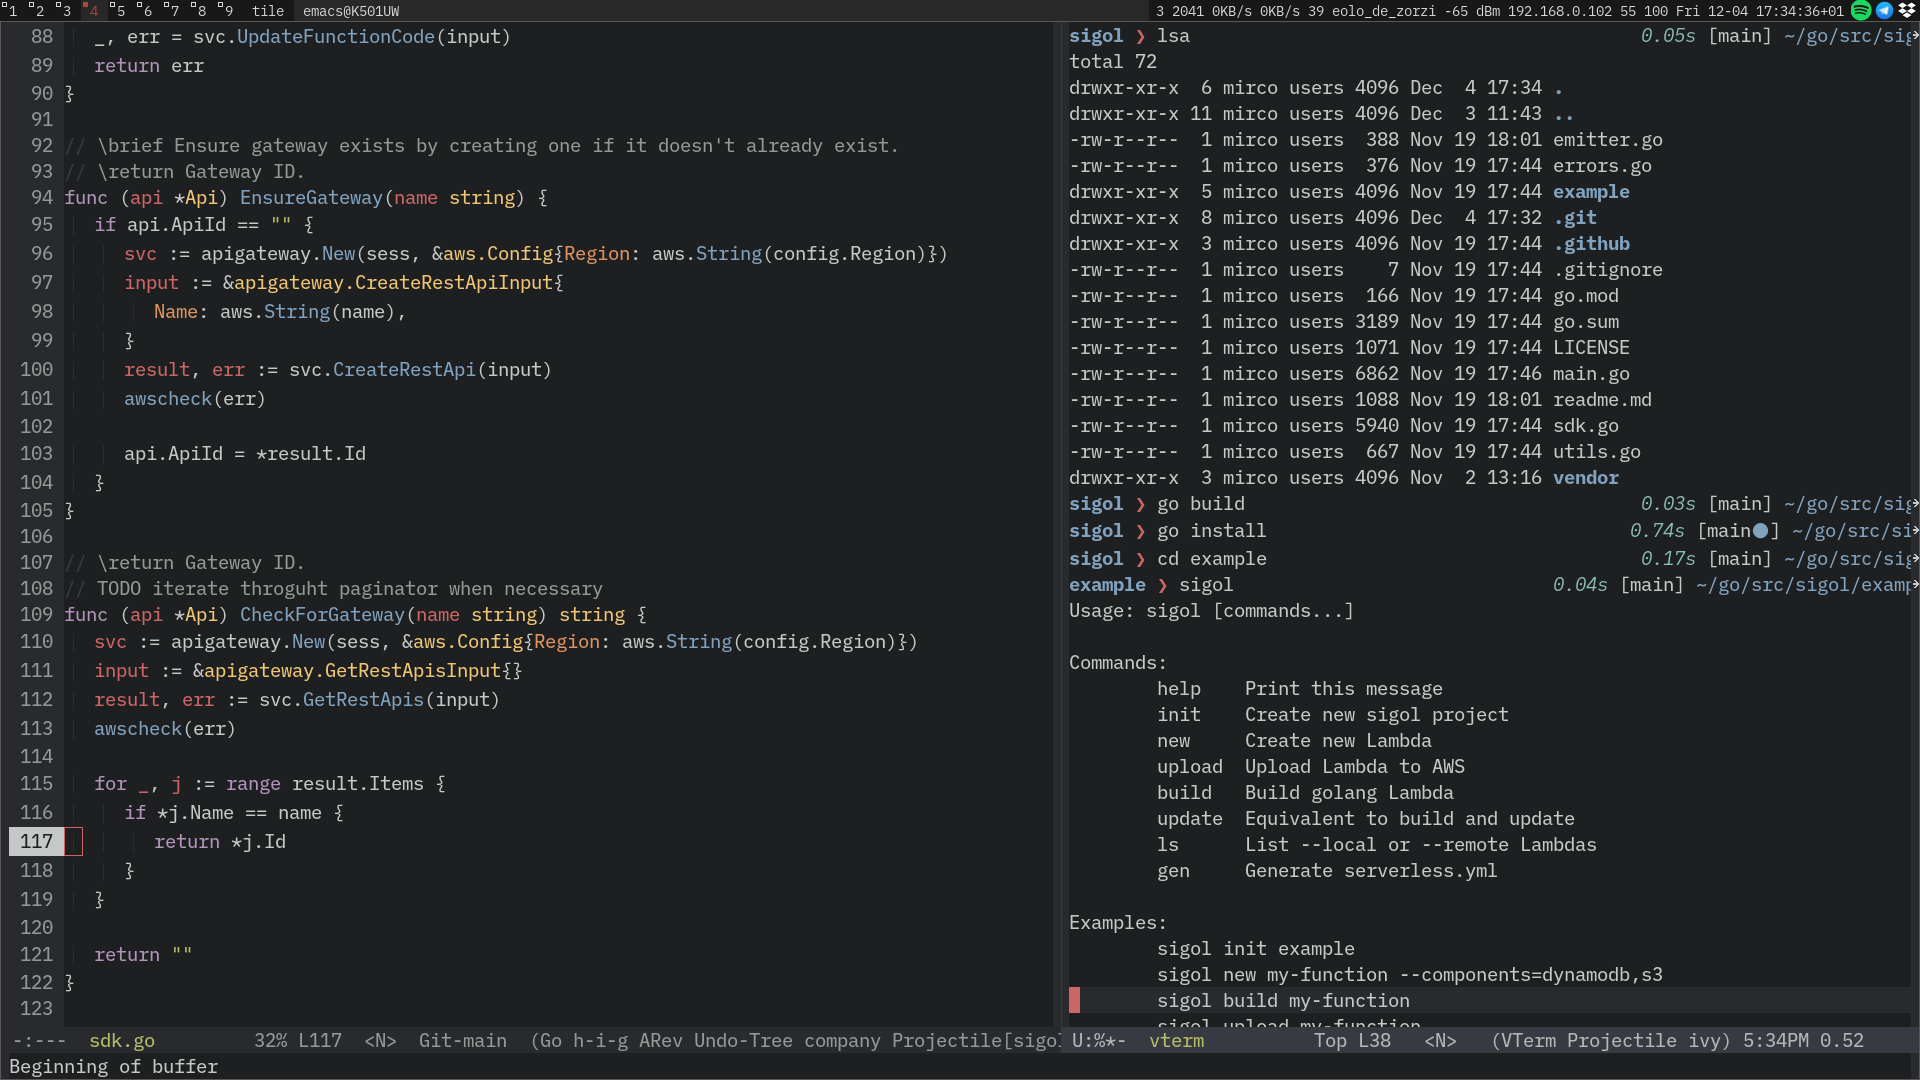 1 2 3 4 5 6 7 8 9 tile emacs@K501UW 3 2041 0KB/s 0KB/s 39 eolo_de_zorzi -65 dBm 192.168.0.102 55 100 Fri 12-04 17:34:36+01
88 _, err = svc.UpdateFunctionCode(input)
89 return err
90 }
91
92 // \brief Ensure gateway exists by creating one if it doesn't already exist.
93 // \return Gateway ID.
94 func (api *Api) EnsureGateway(name string) {
95 if api.ApiId == "" {
96 svc := apigateway.New(sess, &aws.Config{Region: aws.String(config.Region)})
97 input := &apigateway.CreateRestApiInput{
98 Name: aws.String(name),
99 }
100 result, err := svc.CreateRestApi(input)
101 awscheck(err)
102
103 api.ApiId = *result.Id
104 }
105 }
106
107 // \return Gateway ID.
108 // TODO iterate throguht paginator when necessary
109 func (api *Api) CheckForGateway(name string) string {
110 svc := apigateway.New(sess, &aws.Config{Region: aws.String(config.Region)})
111 input := &apigateway.GetRestApisInput{}
112 result, err := svc.GetRestApis(input)
113 awscheck(err)
114
115 for _, j := range result.Items {
116 if *j.Name == name {
117 return *j.Id
118 }
119 }
120
121 return ""
122 }
123
-:--- sdk.go 32% L117 <N> Git-main (Go h-i-g ARev Undo-Tree company Projectile[sigo
Beginning of buffer
sigol ❯ lsa 0.05s [main] ~/go/src/sig
total 72
drwxr-xr-x 6 mirco users 4096 Dec 4 17:34 .
drwxr-xr-x 11 mirco users 4096 Dec 3 11:43 ..
-rw-r--r-- 1 mirco users 388 Nov 19 18:01 emitter.go
-rw-r--r-- 1 mirco users 376 Nov 19 17:44 errors.go
drwxr-xr-x 5 mirco users 4096 Nov 19 17:44 example
drwxr-xr-x 8 mirco users 4096 Dec 4 17:32 .git
drwxr-xr-x 3 mirco users 4096 Nov 19 17:44 .github
-rw-r--r-- 1 mirco users 7 Nov 19 17:44 .gitignore
-rw-r--r-- 1 mirco users 166 Nov 19 17:44 go.mod
-rw-r--r-- 1 mirco users 3189 Nov 19 17:44 go.sum
-rw-r--r-- 1 mirco users 1071 Nov 19 17:44 LICENSE
-rw-r--r-- 1 mirco users 6862 Nov 19 17:46 main.go
-rw-r--r-- 1 mirco users 1088 Nov 19 18:01 readme.md
-rw-r--r-- 1 mirco users 5940 Nov 19 17:44 sdk.go
-rw-r--r-- 1 mirco users 667 Nov 19 17:44 utils.go
drwxr-xr-x 3 mirco users 4096 Nov 2 13:16 vendor
sigol ❯ go build 0.03s [main] ~/go/src/sig
sigol ❯ go install 0.74s [main●] ~/go/src/si
sigol ❯ cd example 0.17s [main] ~/go/src/sig
example ❯ sigol 0.04s [main] ~/go/src/sigol/examp
Usage: sigol [commands...]
Commands:
help Print this message
init Create new sigol project
new Create new Lambda
upload Upload Lambda to AWS
build Build golang Lambda
update Equivalent to build and update
ls List --local or --remote Lambdas
gen Generate serverless.yml
Examples:
sigol init example
sigol new my-function --components=dynamodb,s3
sigol build my-function
sigol upload my-function
U:%*- vterm Top L38 <N> (VTerm Projectile ivy) 5:34PM 0.52